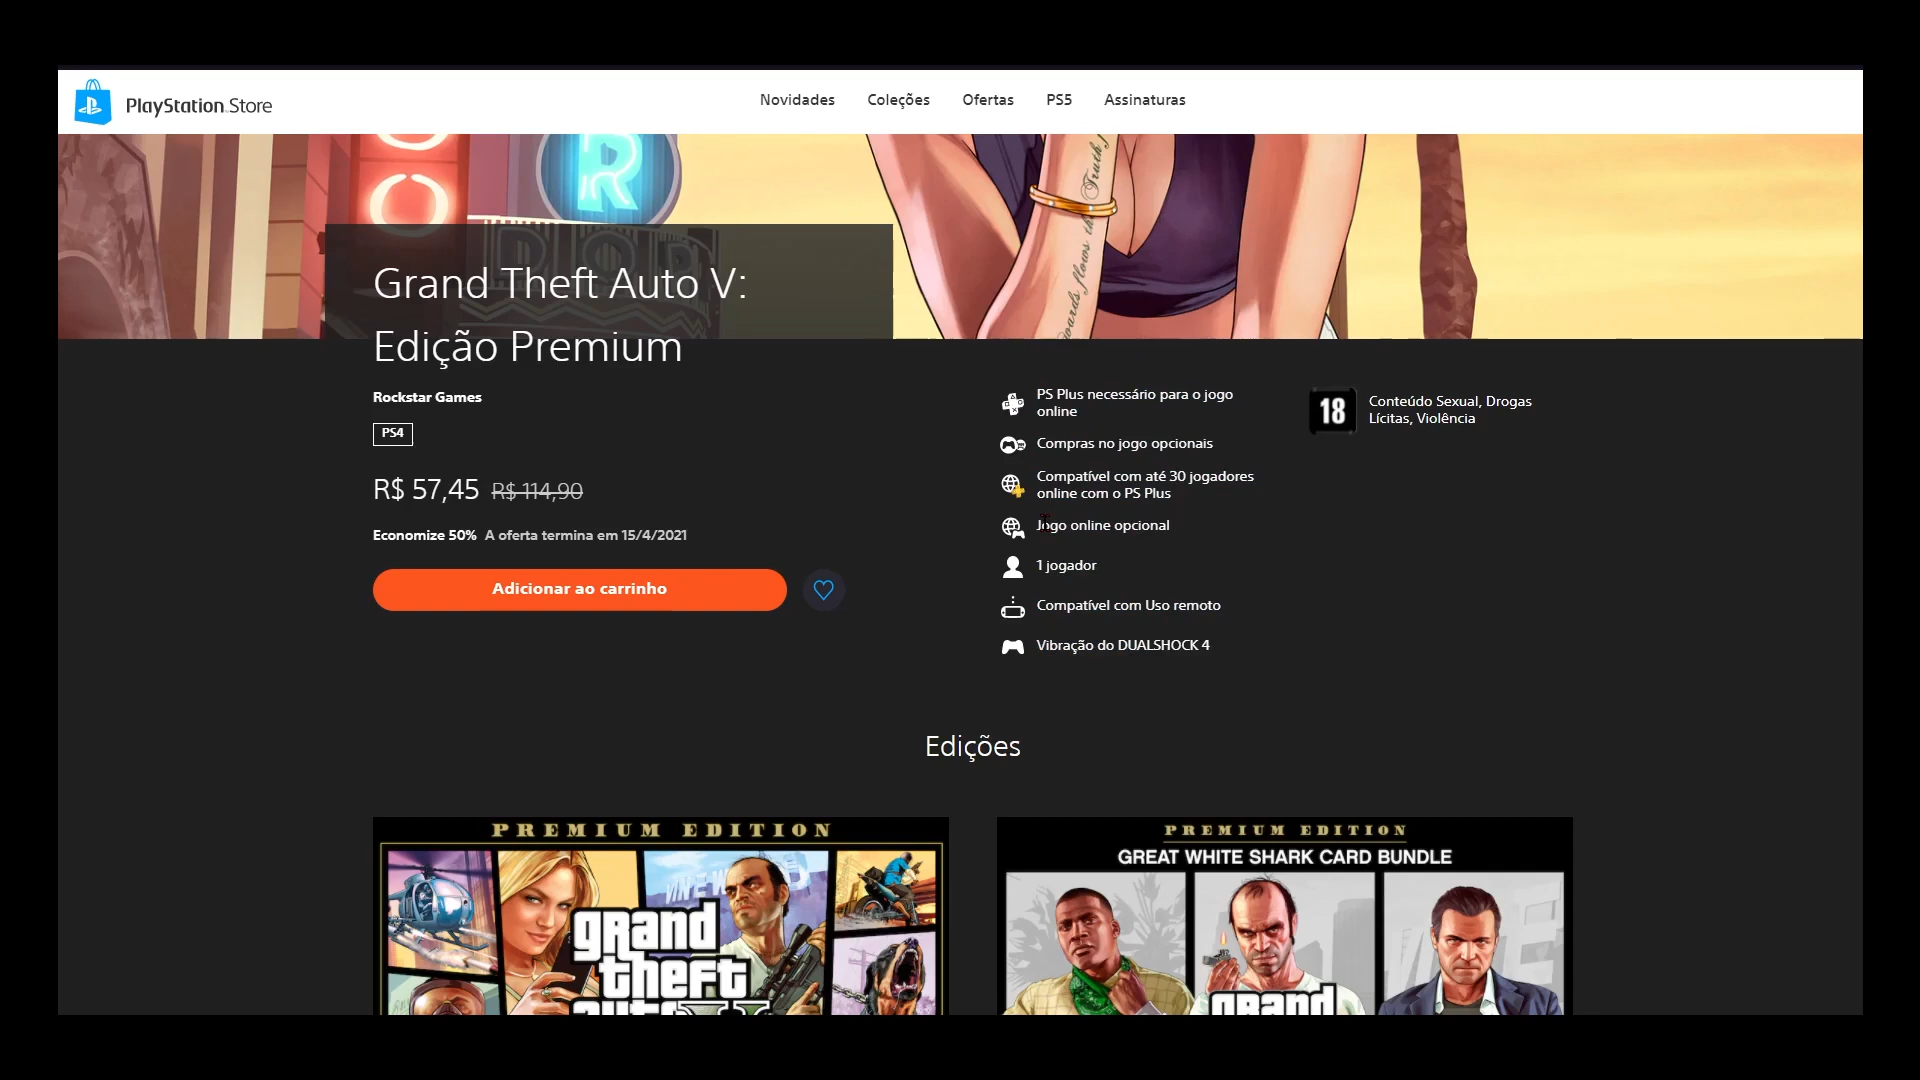 PlayStation Store
Novidades
Coleções
Ofertas
PS5
Assinaturas
R
Truth
DIOP
Grand Theft Auto V:
Edição Premium
Rockstar Games
PS4
R$ 57,45 R$ 114,90
Economize 50% A oferta termina em 15/4/2021
Adicionar ao carrinho
PS Plus necessário para o jogo
online
Compras no jogo opcionais
Compatível com até 30 jogadores
online com o PS Plus
Jogo online opcional
1 jogador
Compatível com Uso remoto
Vibração do DUALSHOCK 4
18
Conteúdo Sexual, Drogas
Lícitas, Violência
Edições
PREMIUM EDITION
grand
theft
PREMIUM EDITION
GREAT WHITE SHARK CARD BUNDLE
grand